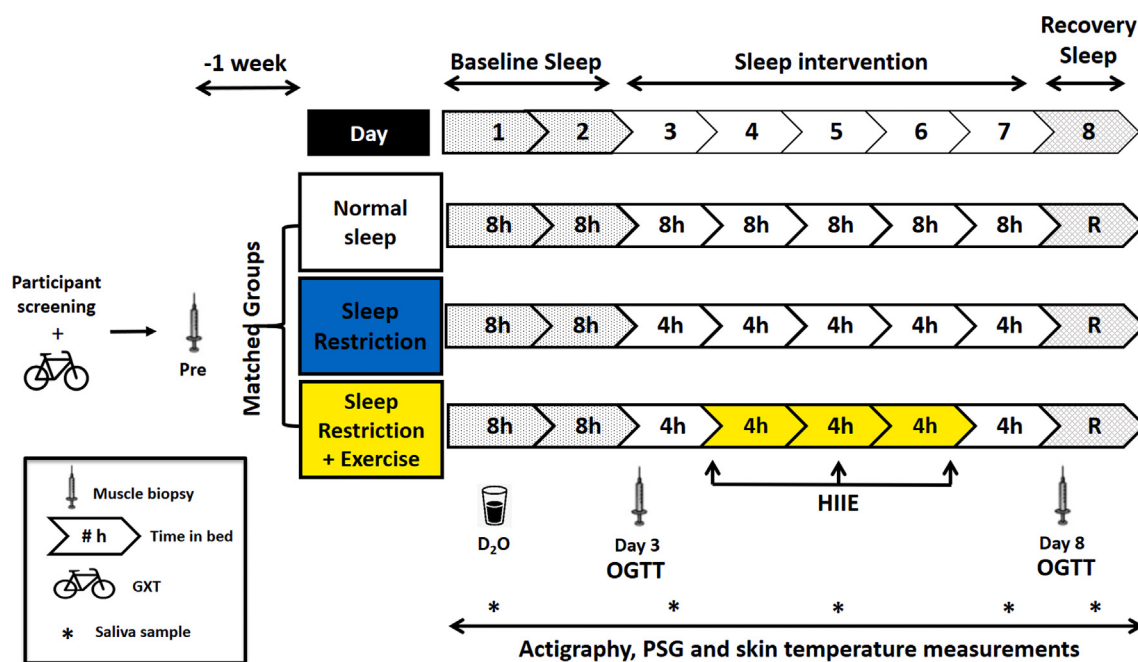 -1 week
Baseline Sleep
Sleep intervention
Recovery
Sleep
Day
1
2
3
4
5
6
7
8
Matched Groups
Normal
sleep
8h
8h
8h
8h
8h
8h
8h
R
Participant
screening
+
Pre
Sleep
Restriction
8h
8h
4h
4h
4h
4h
4h
R
Sleep
Restriction
+ Exercise
8h
8h
4h
4h
4h
4h
4h
R
HIIE
D₂O
Day 3
OGTT
Day 8
OGTT
* * * * *
Actigraphy, PSG and skin temperature measurements
Muscle biopsy
# h Time in bed
GXT
* Saliva sample